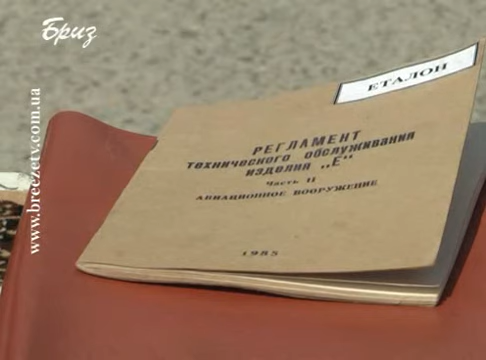 Бриз
www.breezetv.com.ua
ЕТАЛОН
РЕГЛАМЕНТ
технического обслуживания
изделия „Е“
Часть II
АВИАЦИОННОЕ ВООРУЖЕНИЕ
1985